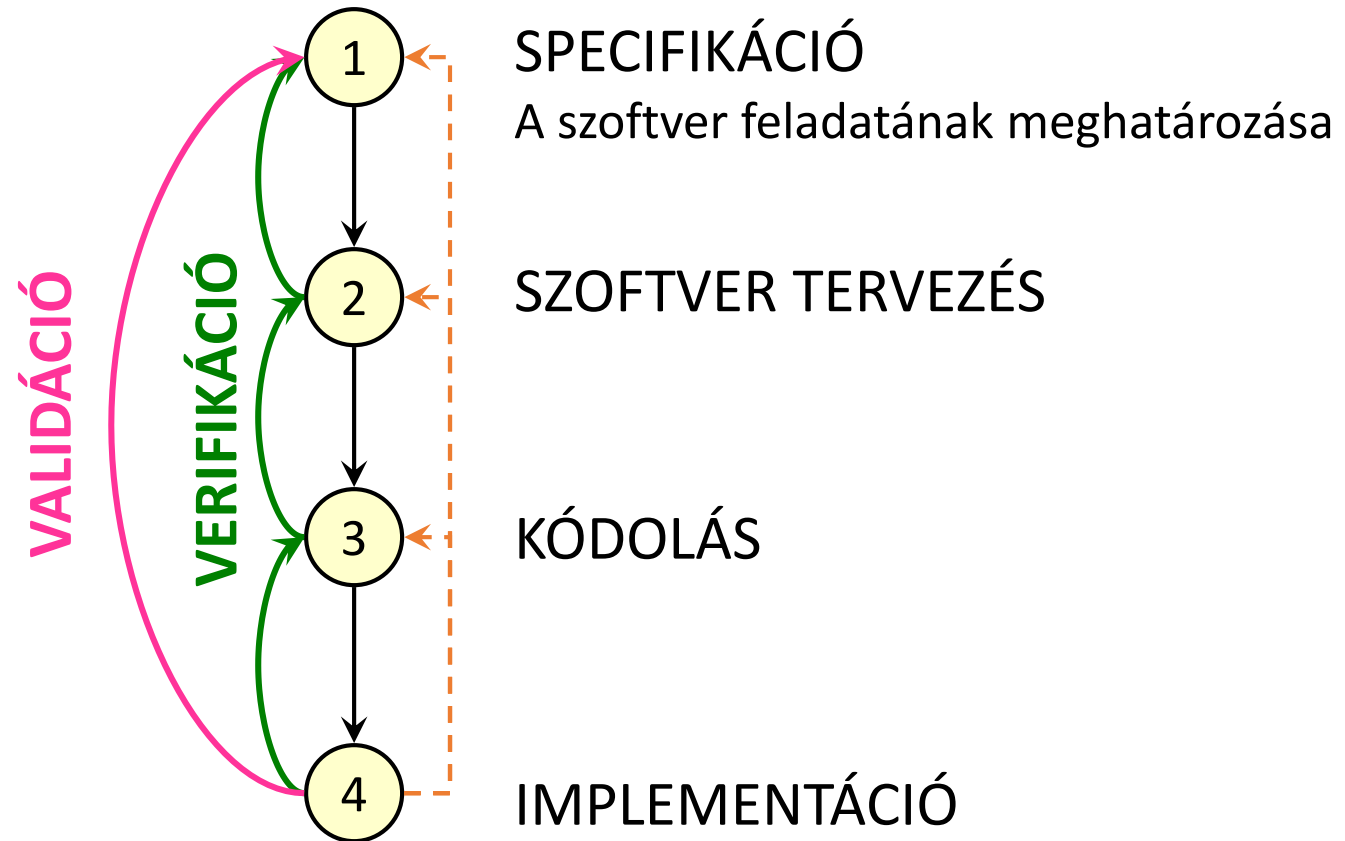 1
SPECIFIKÁCIÓ
A szoftver feladatának meghatározása
2
SZOFTVER TERVEZÉS
VALIDÁCIÓ
VERIFIKÁCIÓ
3
KÓDOLÁS
4
IMPLEMENTÁCIÓ